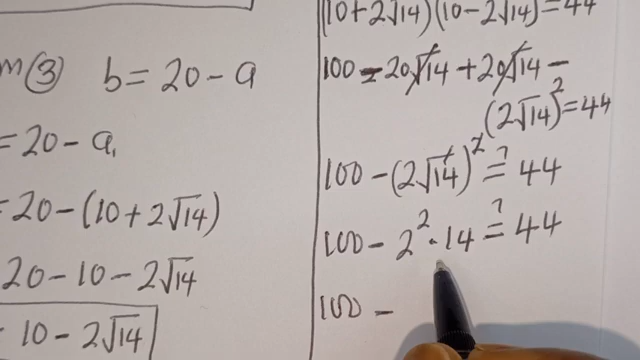 m ③ b = 20 - a
= 20 - a,
= 20 - (10 + 2√14)
20 - 10 - 2√14
- 10 - 2√14
(10 + 2√14)(10 - 2√14) = 44
100 - 20√14 + 20√14 -
(2√14)² = 44
100 - (2√14)² ≟ 44
100 - 2² · 14 ≟ 44
100 -